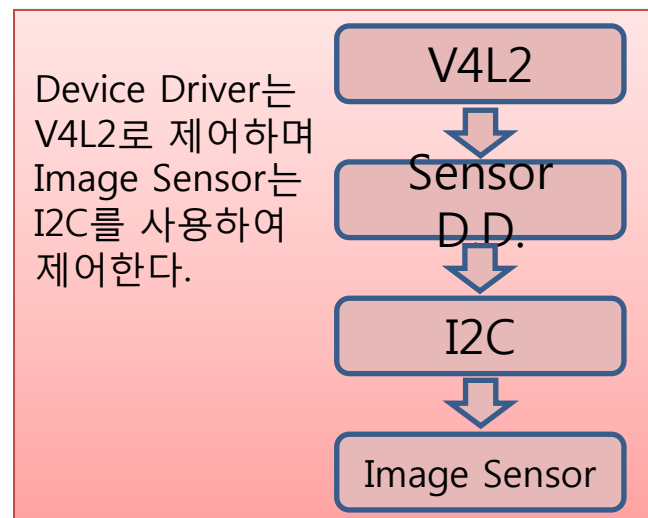 Device Driver는
V4L2로 제어하며
Image Sensor는
I2C를 사용하여
제어한다.
V4L2
Sensor
D.D.
I2C
Image Sensor